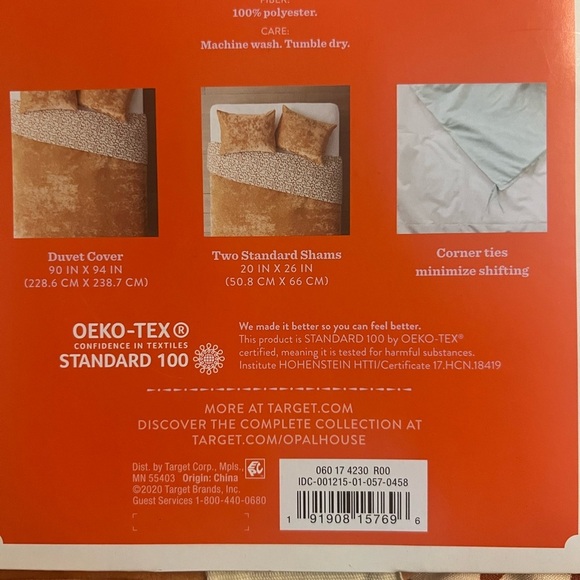 FIBER:
100% polyester.
CARE:
Machine wash. Tumble dry.
Duvet Cover
90 IN X 94 IN
(228.6 CM X 238.7 CM)
Two Standard Shams
20 IN X 26 IN
(50.8 CM X 66 CM)
Corner ties
minimize shifting
OEKO-TEX®
CONFIDENCE IN TEXTILES
STANDARD 100
We made it better so you can feel better.
This product is STANDARD 100 by OEKO-TEX®
certified, meaning it is tested for harmful substances.
Institute HOHENSTEIN HTTI/Certificate 17.HCN.18419
MORE AT TARGET.COM
DISCOVER THE COMPLETE COLLECTION AT
TARGET.COM/OPALHOUSE
Dist. by Target Corp., Mpls.,
MN 55403 Origin: China
©2020 Target Brands, Inc.
Guest Services 1-800-440-0680
060 17 4230 R00
IDC-001215-01-057-0458
1 91908 15769 6